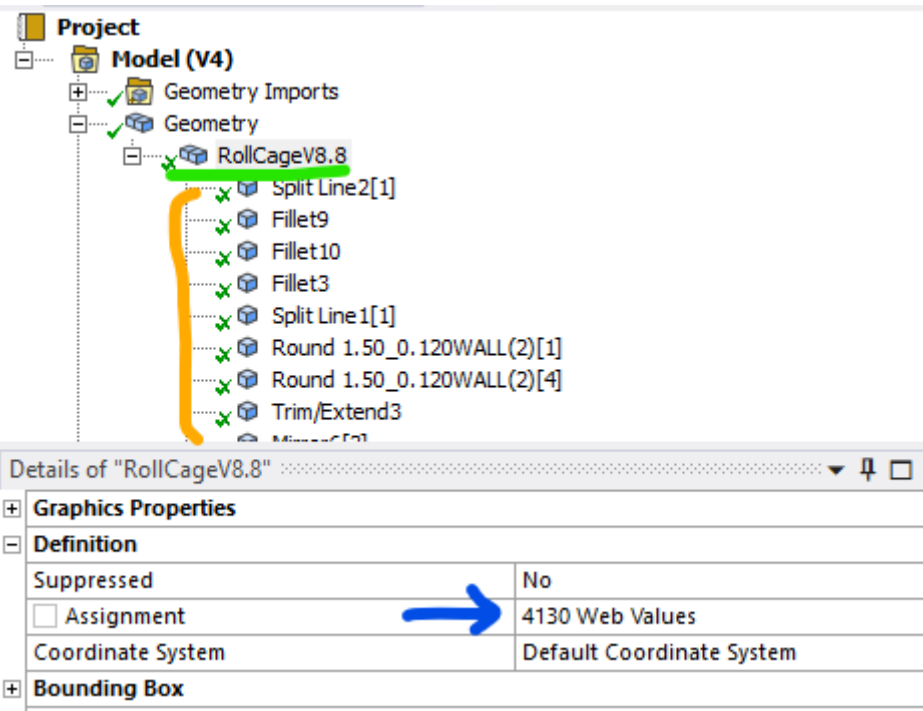 Project
Model (V4)
Geometry Imports
Geometry
RollCageV8.8
Split Line2[1]
Fillet9
Fillet10
Fillet3
Split Line1[1]
Round 1.50_0.120WALL(2)[1]
Round 1.50_0.120WALL(2)[4]
Trim/Extend3
Details of "RollCageV8.8"
Graphics Properties
Definition
Suppressed No
Assignment 4130 Web Values
Coordinate System Default Coordinate System
Bounding Box